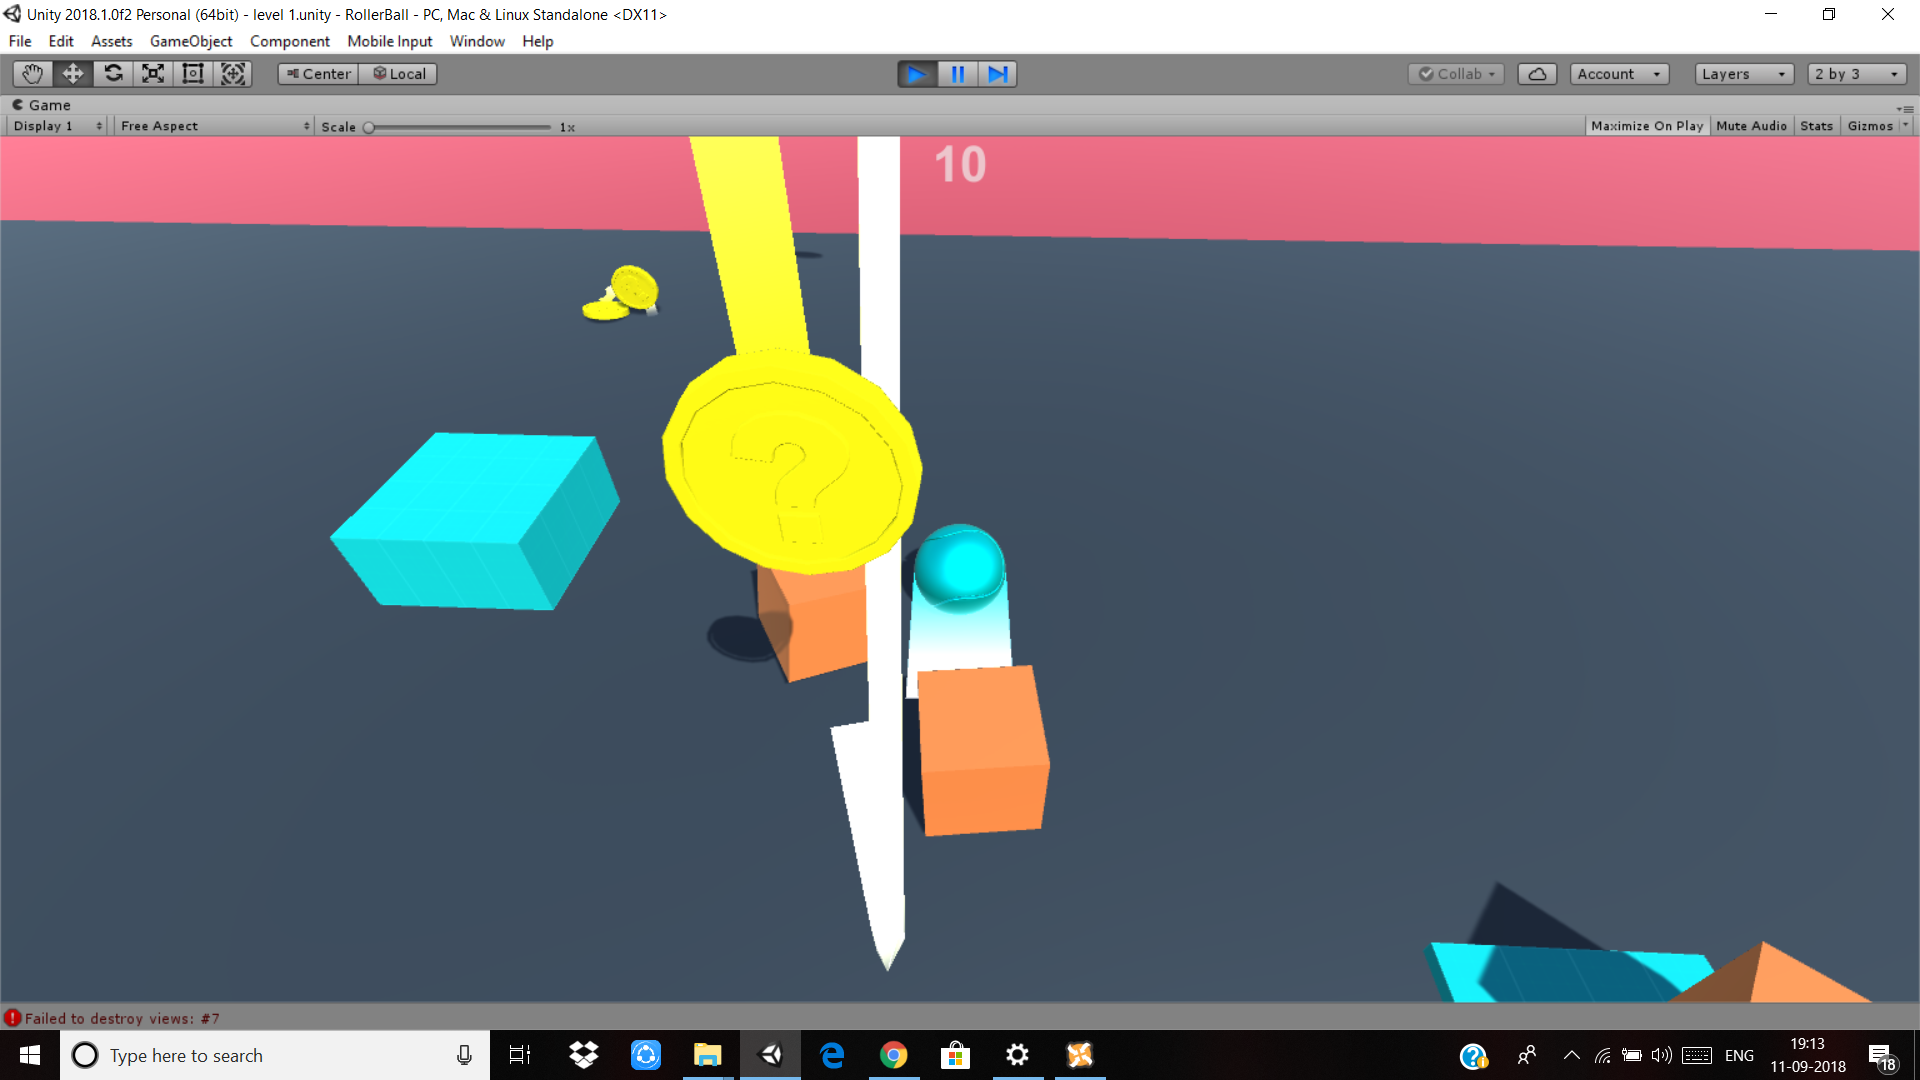 Unity 2018.1.0f2 Personal (64bit) - level 1.unity - RollerBall - PC, Mac & Linux Standalone <DX11>
File Edit Assets GameObject Component Mobile Input Window Help
Center Local Collab Account Layers 2 by 3
Game
Display 1 Free Aspect Scale 1x Maximize On Play Mute Audio Stats Gizmos
10
?
Failed to destroy views: #7
Type here to search
ENG
19:13
11-09-2018
18